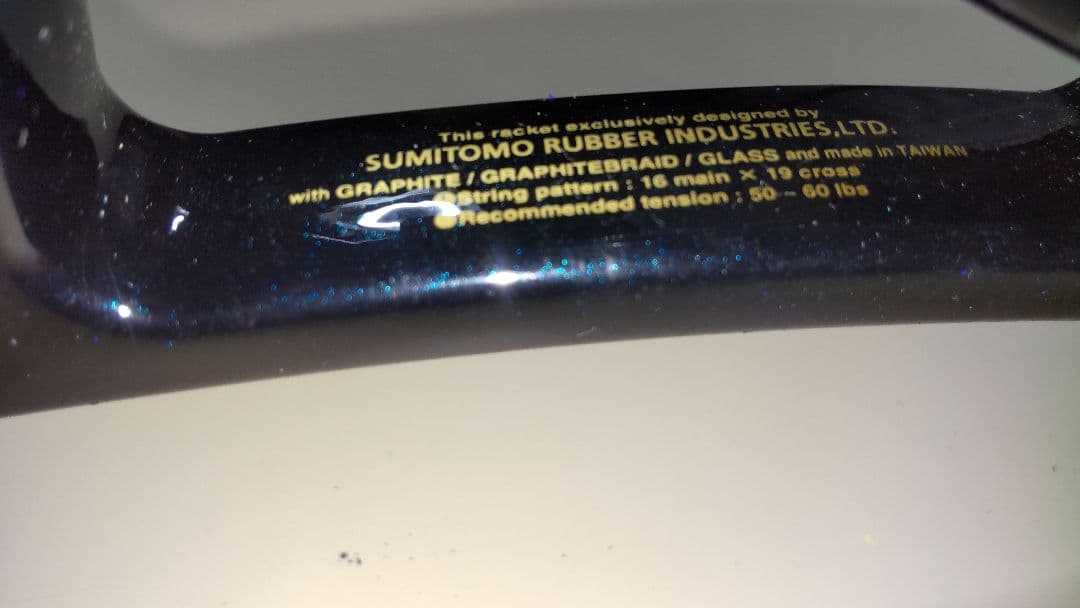 This racket exclusively designed by
SUMITOMO RUBBER INDUSTRIES,LTD.
with GRAPHITE / GRAPHITEBRAID / GLASS and made in TAIWAN
●String pattern : 16 main × 19 cross
●Recommended tension : 50 ~ 60 lbs